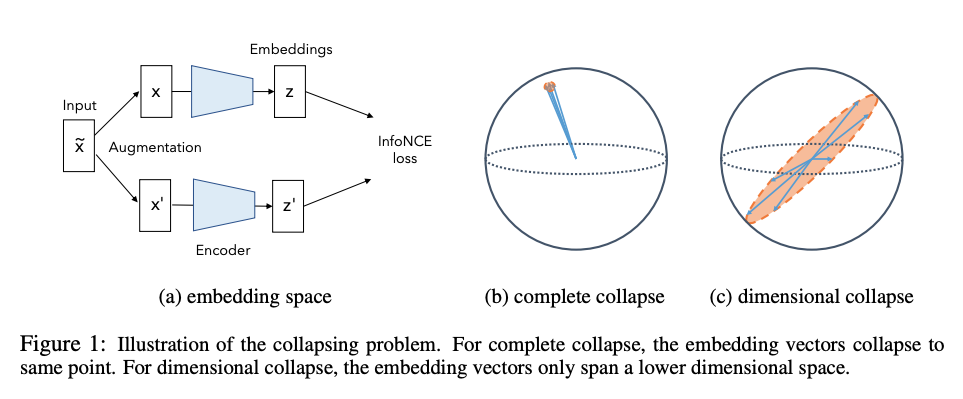 Embeddings
x
z
Input
x̃
Augmentation
InfoNCE
loss
x'
z'
Encoder
(a) embedding space
(b) complete collapse
(c) dimensional collapse
Figure 1: Illustration of the collapsing problem. For complete collapse, the embedding vectors collapse to
same point. For dimensional collapse, the embedding vectors only span a lower dimensional space.